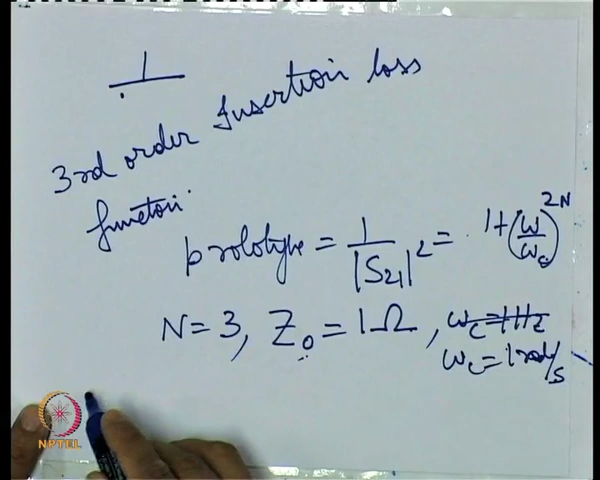 1
3rd order Insertion loss
function.
prototype = 1/|S21|² = 1+(ω/ωc)^2N
N=3, Z0=1Ω, ωc=1Hz
ωc=1rad/s
NPTEL